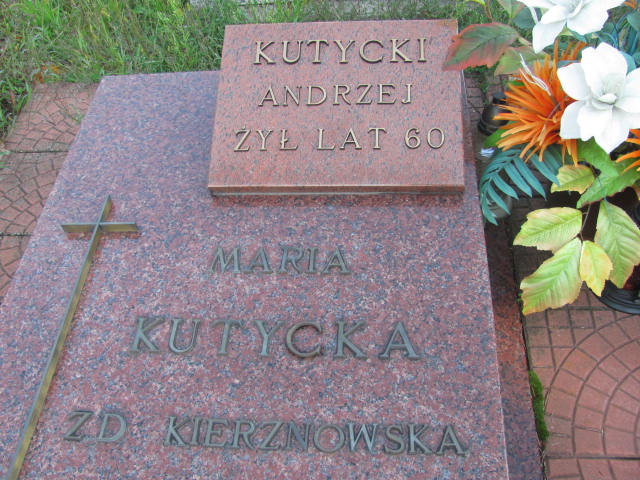 KUTYCKI
ANDRZEJ
ŻYŁ LAT 60
MARIA
KUTYCKA
ZD KIERZNOWSKA